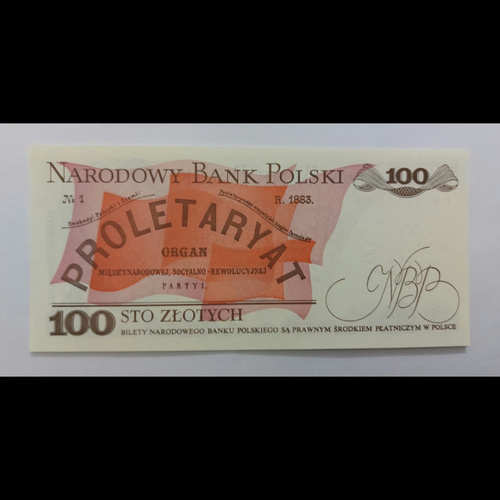 NARODOWY BANK POLSKI
100
№ 1
R. 1883.
PROLETARYAT
ORGAN
MIĘDZYNARODOWEJ, SOCYALNO-REWOLUCYJNEJ
PARTYI.
NBP
100 STO ZŁOTYCH
BILETY NARODOWEGO BANKU POLSKIEGO SĄ PRAWNYM ŚRODKIEM PŁATNICZYM W POLSCE